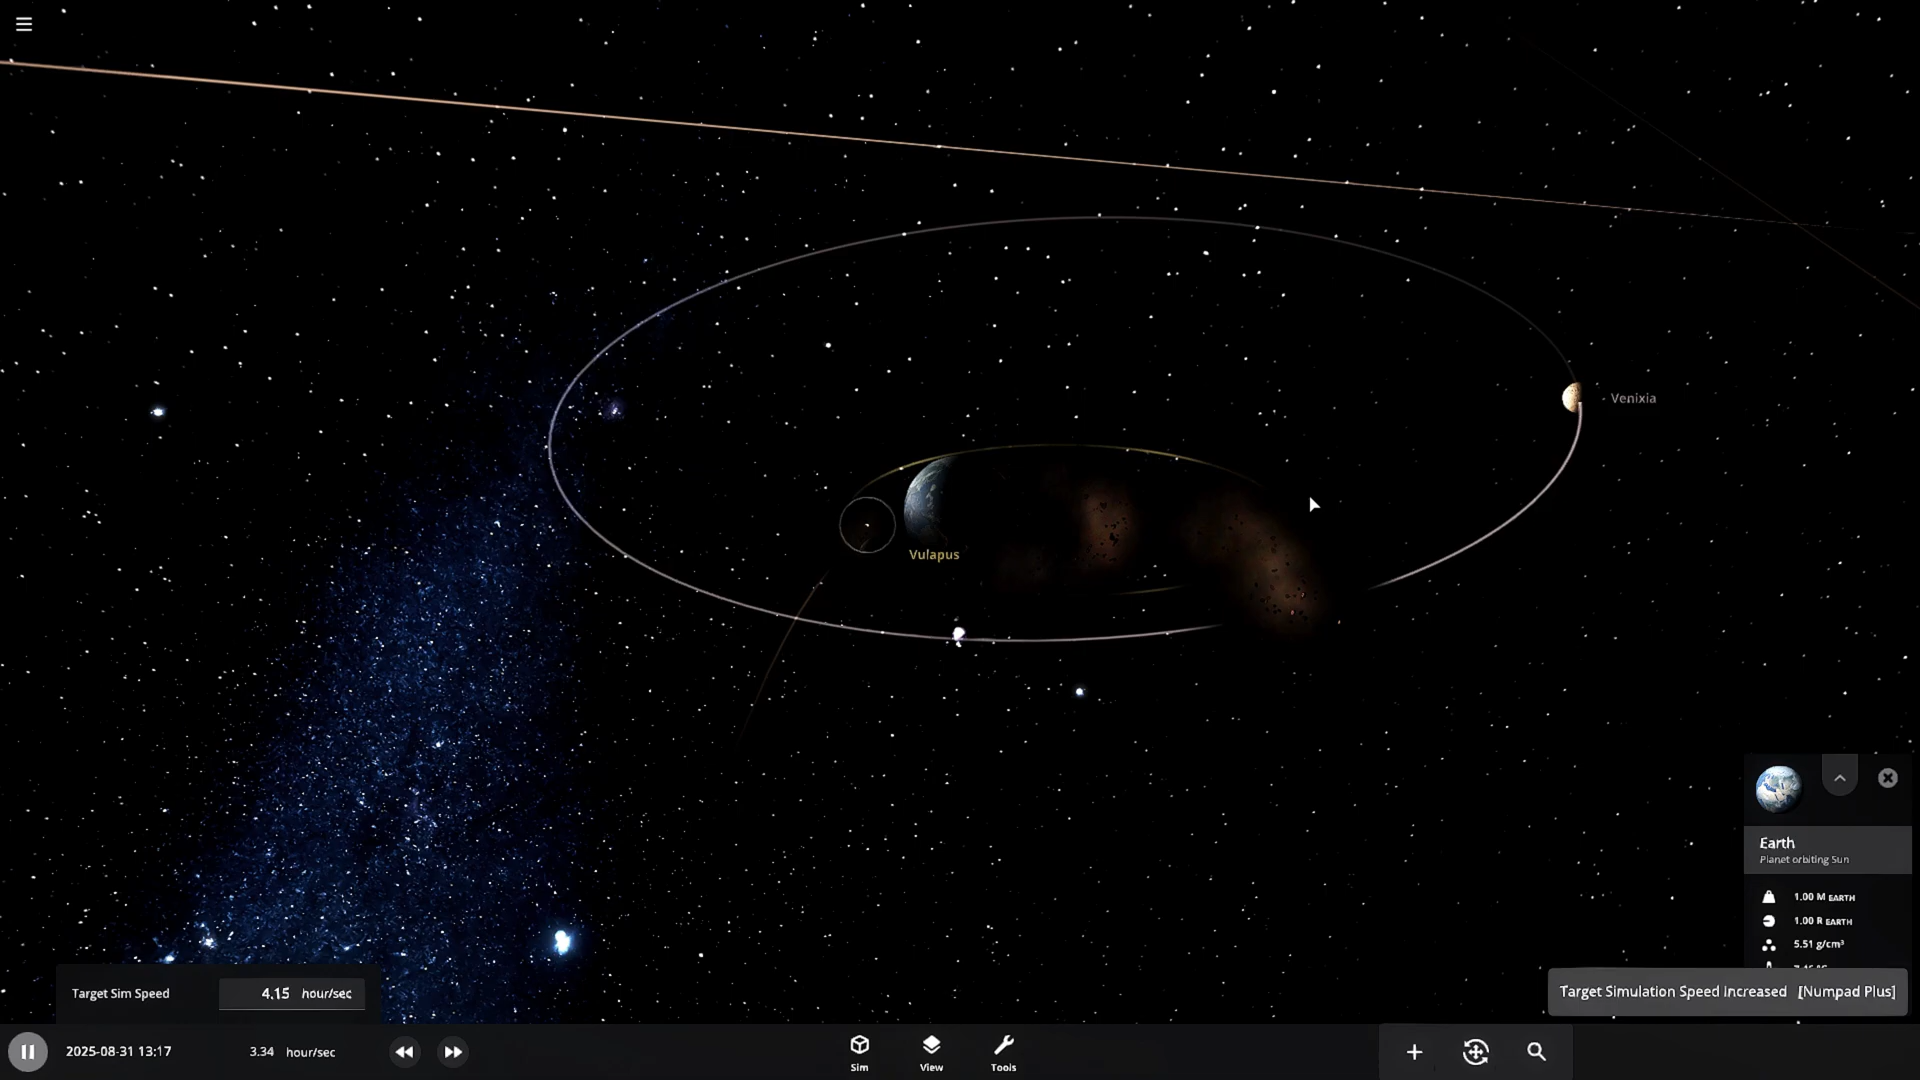 Venixia
Vulapus
Earth
Planet orbiting Sun
1.00 M EARTH
1.00 R EARTH
5.51 g/cm³
Target Sim Speed
4.15 hour/sec
Target Simulation Speed Increased [Numpad Plus]
2025-08-31 13:17
3.34 hour/sec
Sim
View
Tools